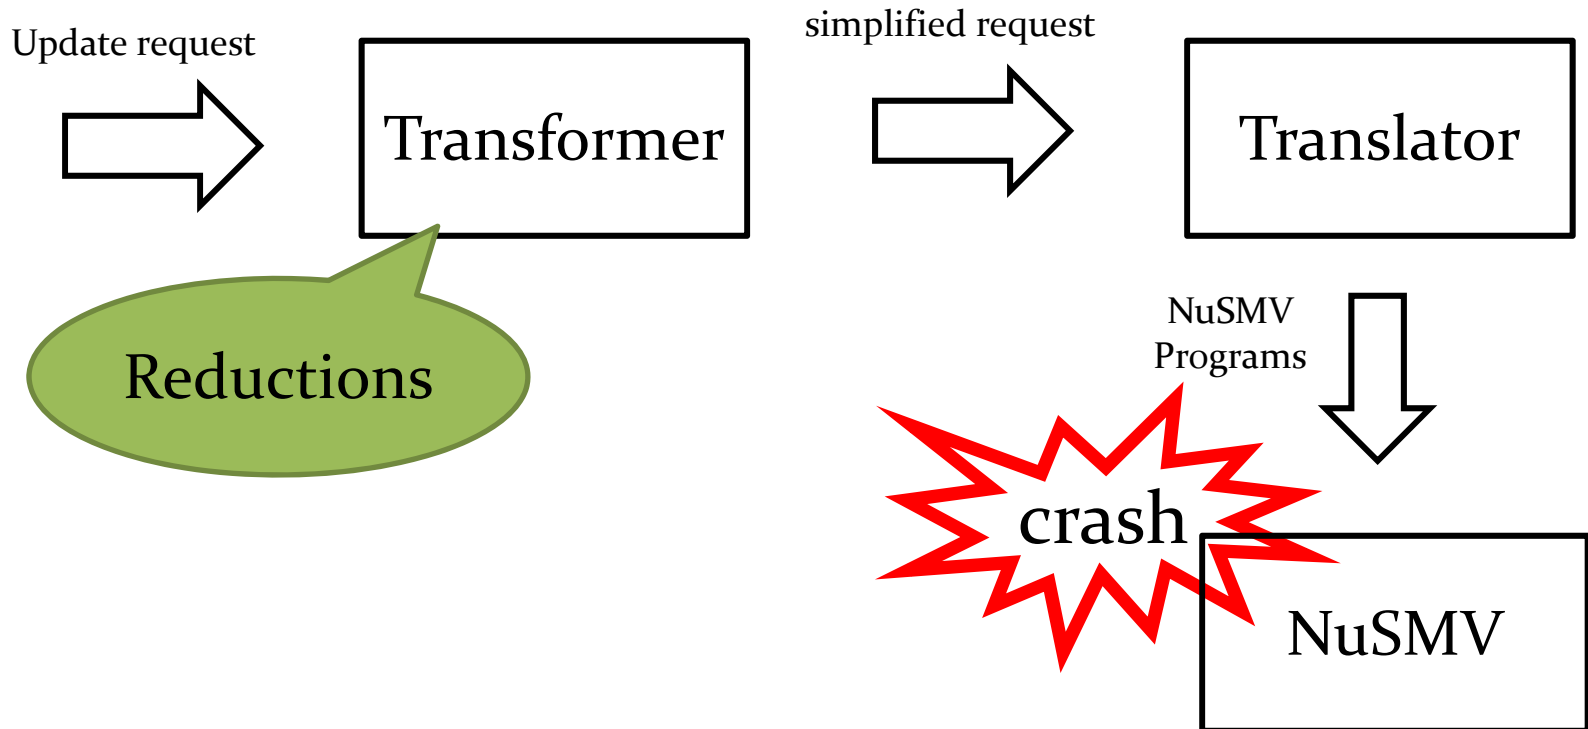 Update request
simplified request
Transformer
Translator
Reductions
NuSMV
Programs
crash
NuSMV